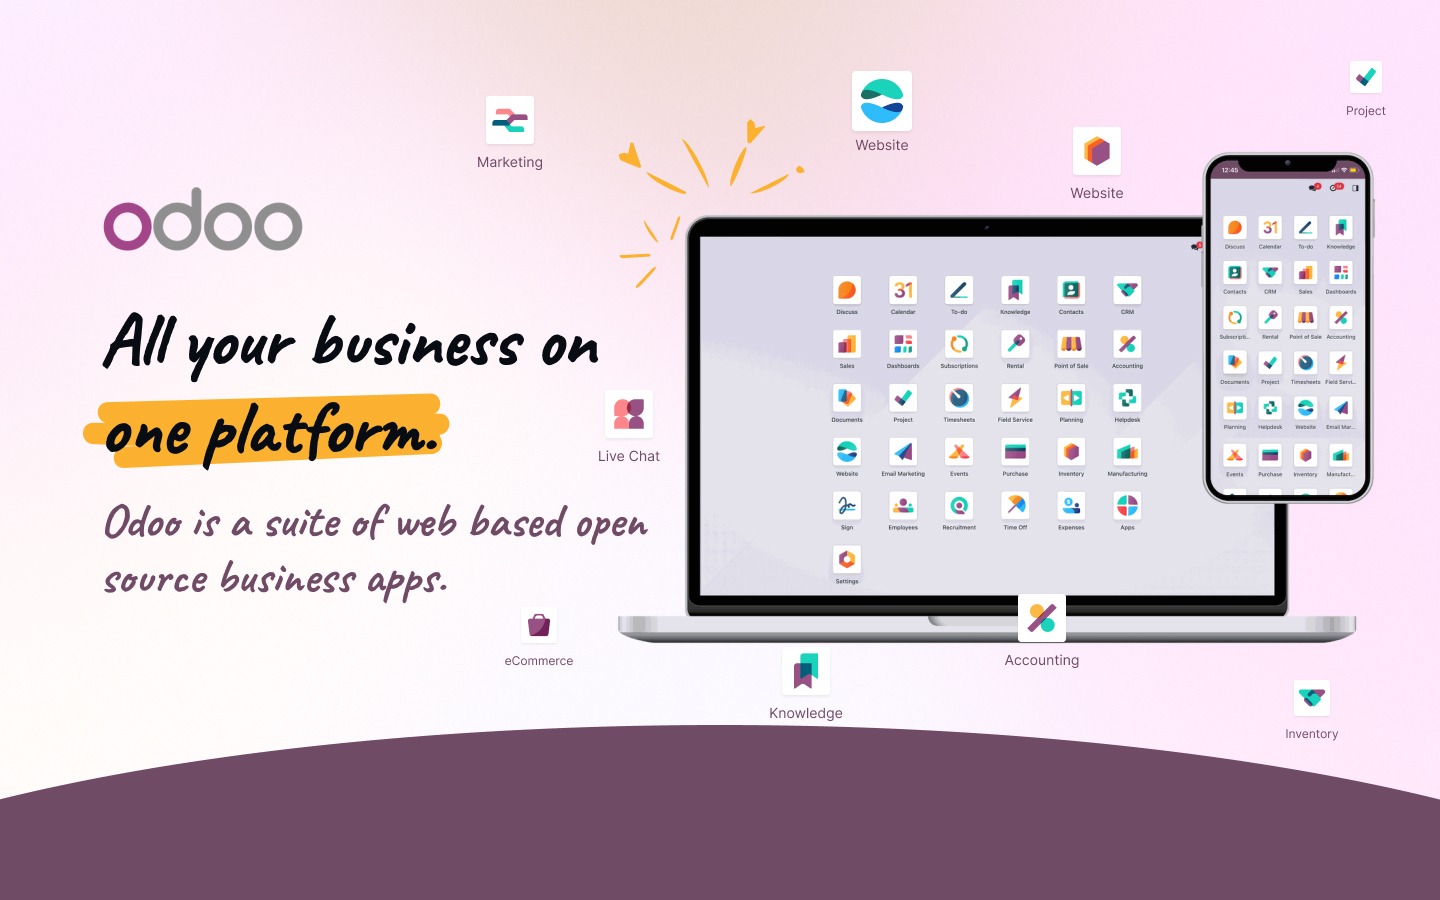 Project
Website
Marketing
Website
odoo
All your business on
one platform.
Odoo is a suite of web based open
source business apps.
Live Chat
eCommerce
Knowledge
Accounting
Inventory
31
Discuss Calendar To-do Knowledge Contacts CRM
Sales Dashboards Subscriptions Rental Point of Sale Accounting
Documents Project Timesheets Field Service Planning Helpdesk
Website Email Marketing Events Purchase Inventory Manufacturing
Sign Employees Recruitment Time Off Expenses Apps
Settings
12:45
31
Discuss Calendar To-do Knowledge
Contacts CRM Sales Dashboards
Subscripti... Rental Point of Sale Accounting
Documents Project Timesheets Field Servi...
Planning Helpdesk Website Email Mar...
Events Purchase Inventory Manufact...